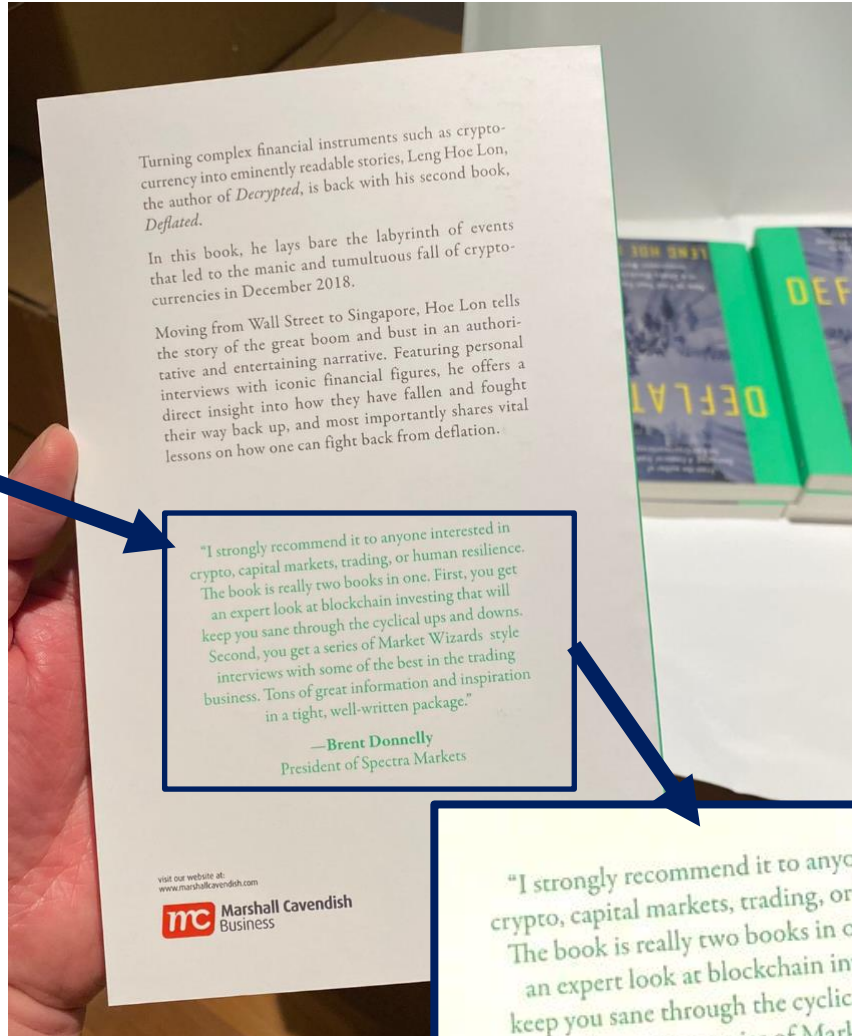 Turning complex financial instruments such as crypto-
currency into eminently readable stories, Leng Hoe Lon,
the author of Decrypted, is back with his second book,
Deflated.
In this book, he lays bare the labyrinth of events
that led to the manic and tumultuous fall of crypto-
currencies in December 2018.
Moving from Wall Street to Singapore, Hoe Lon tells
the story of the great boom and bust in an authori-
tative and entertaining narrative. Featuring personal
interviews with iconic financial figures, he offers a
direct insight into how they have fallen and fought
their way back up, and most importantly shares vital
lessons on how one can fight back from deflation.
"I strongly recommend it to anyone interested in
crypto, capital markets, trading, or human resilience.
The book is really two books in one. First, you get
an expert look at blockchain investing that will
keep you sane through the cyclical ups and downs.
Second, you get a series of Market Wizards style
interviews with some of the best in the trading
business. Tons of great information and inspiration
in a tight, well-written package."
—Brent Donnelly
President of Spectra Markets
visit our website at:
www.marshallcavendish.com
mc Marshall Cavendish
Business
LENG HOE
DEFLAT
DEF
"I strongly recommend it to anyo
crypto, capital markets, trading, or
The book is really two books in o
an expert look at blockchain in
keep you sane through the cyclic
of Mark